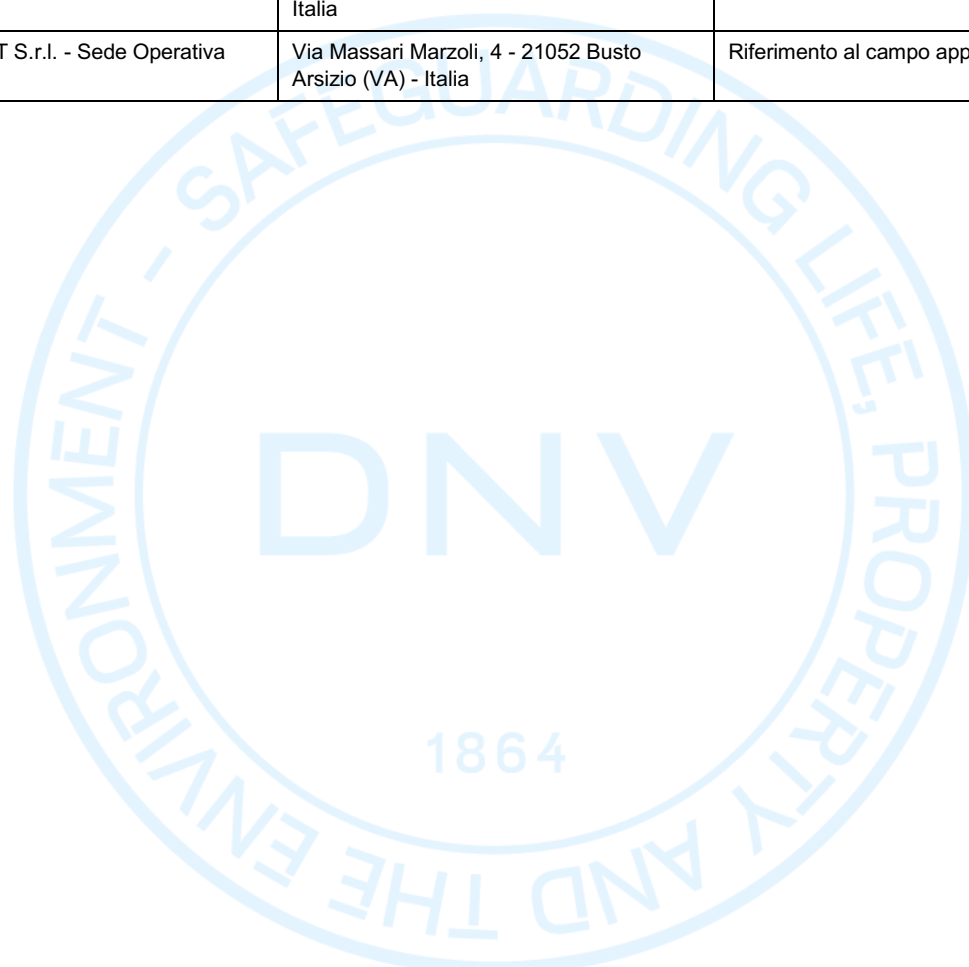 Italia
T S.r.l. - Sede Operativa
Via Massari Marzoli, 4 - 21052 Busto
Arsizio (VA) - Italia
Riferimento al campo app
SAFEGUARDING LIFE, PROPERTY AND THE ENVIRONMENT -
DNV
1864